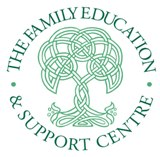 THE FAMILY EDUCATION
& SUPPORT CENTRE